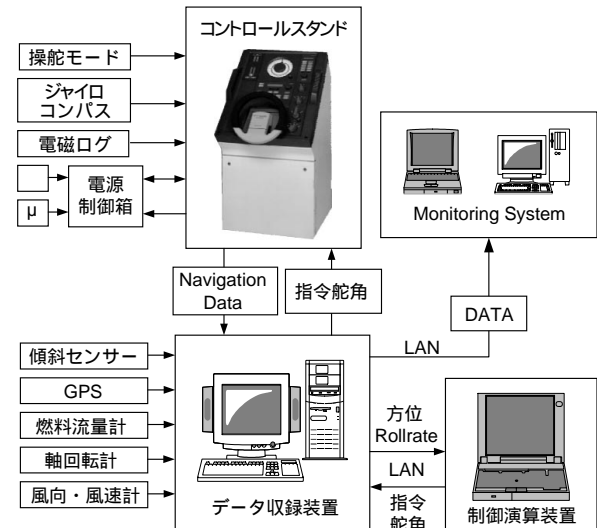 コントロールスタンド
操舵モード
ジャイロ
コンパス
電磁ログ
電源
制御箱
μ
Monitoring System
Navigation
Data
指令舵角
DATA
LAN
傾斜センサー
GPS
燃料流量計
軸回転計
風向・風速計
データ収録装置
方位
Rollrate
LAN
指令
舵角
制御演算装置